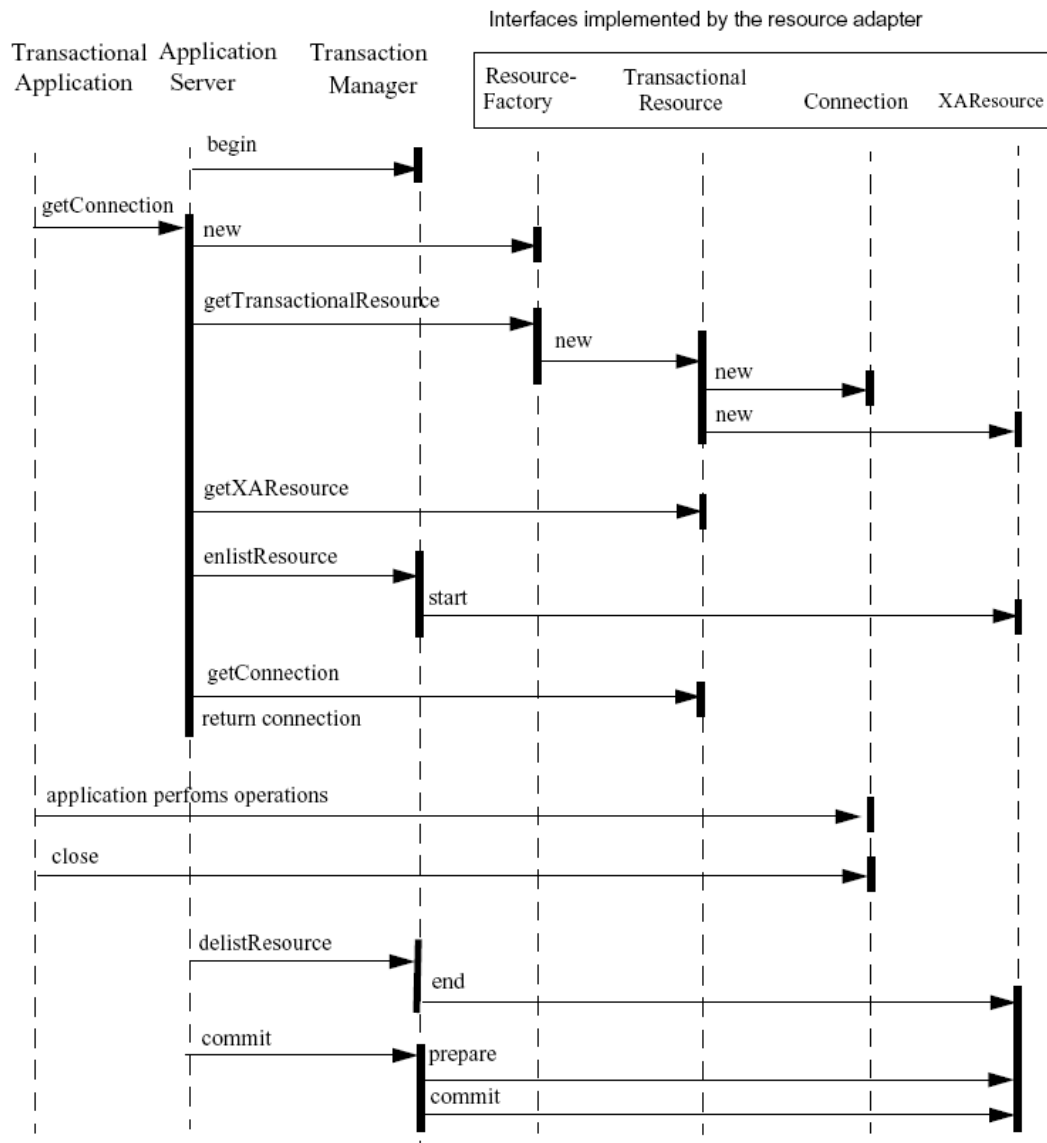 Interfaces implemented by the resource adapter
Transactional Application
Application Server
Transaction Manager
Resource-Factory
Transactional Resource
Connection
XAResource
begin
getConnection
new
getTransactionalResource
new
new
new
getXAResource
enlistResource
start
getConnection
return connection
application perfoms operations
close
delistResource
end
commit
prepare
commit